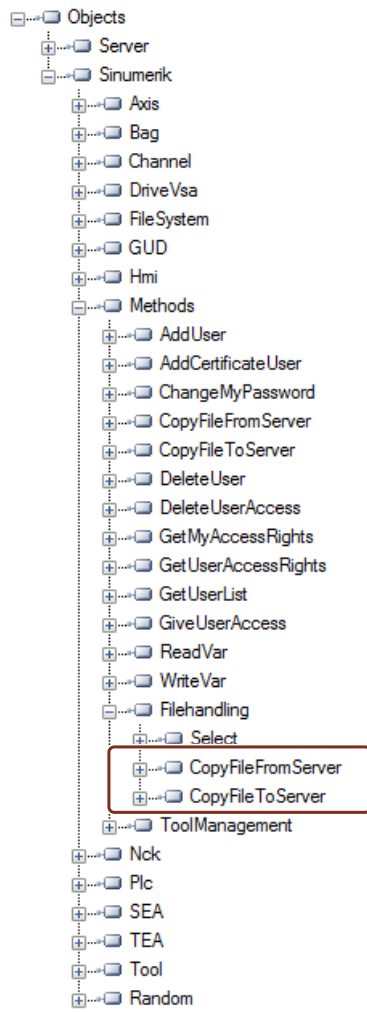 Objects
Server
Sinumerik
Axis
Bag
Channel
DriveVsa
FileSystem
GUD
Hmi
Methods
AddUser
AddCertificateUser
ChangeMyPassword
CopyFileFromServer
CopyFileToServer
DeleteUser
DeleteUserAccess
GetMyAccessRights
GetUserAccessRights
GetUserList
GiveUserAccess
ReadVar
WriteVar
Filehandling
Select
CopyFileFromServer
CopyFileToServer
ToolManagement
Nck
Plc
SEA
TEA
Tool
Random